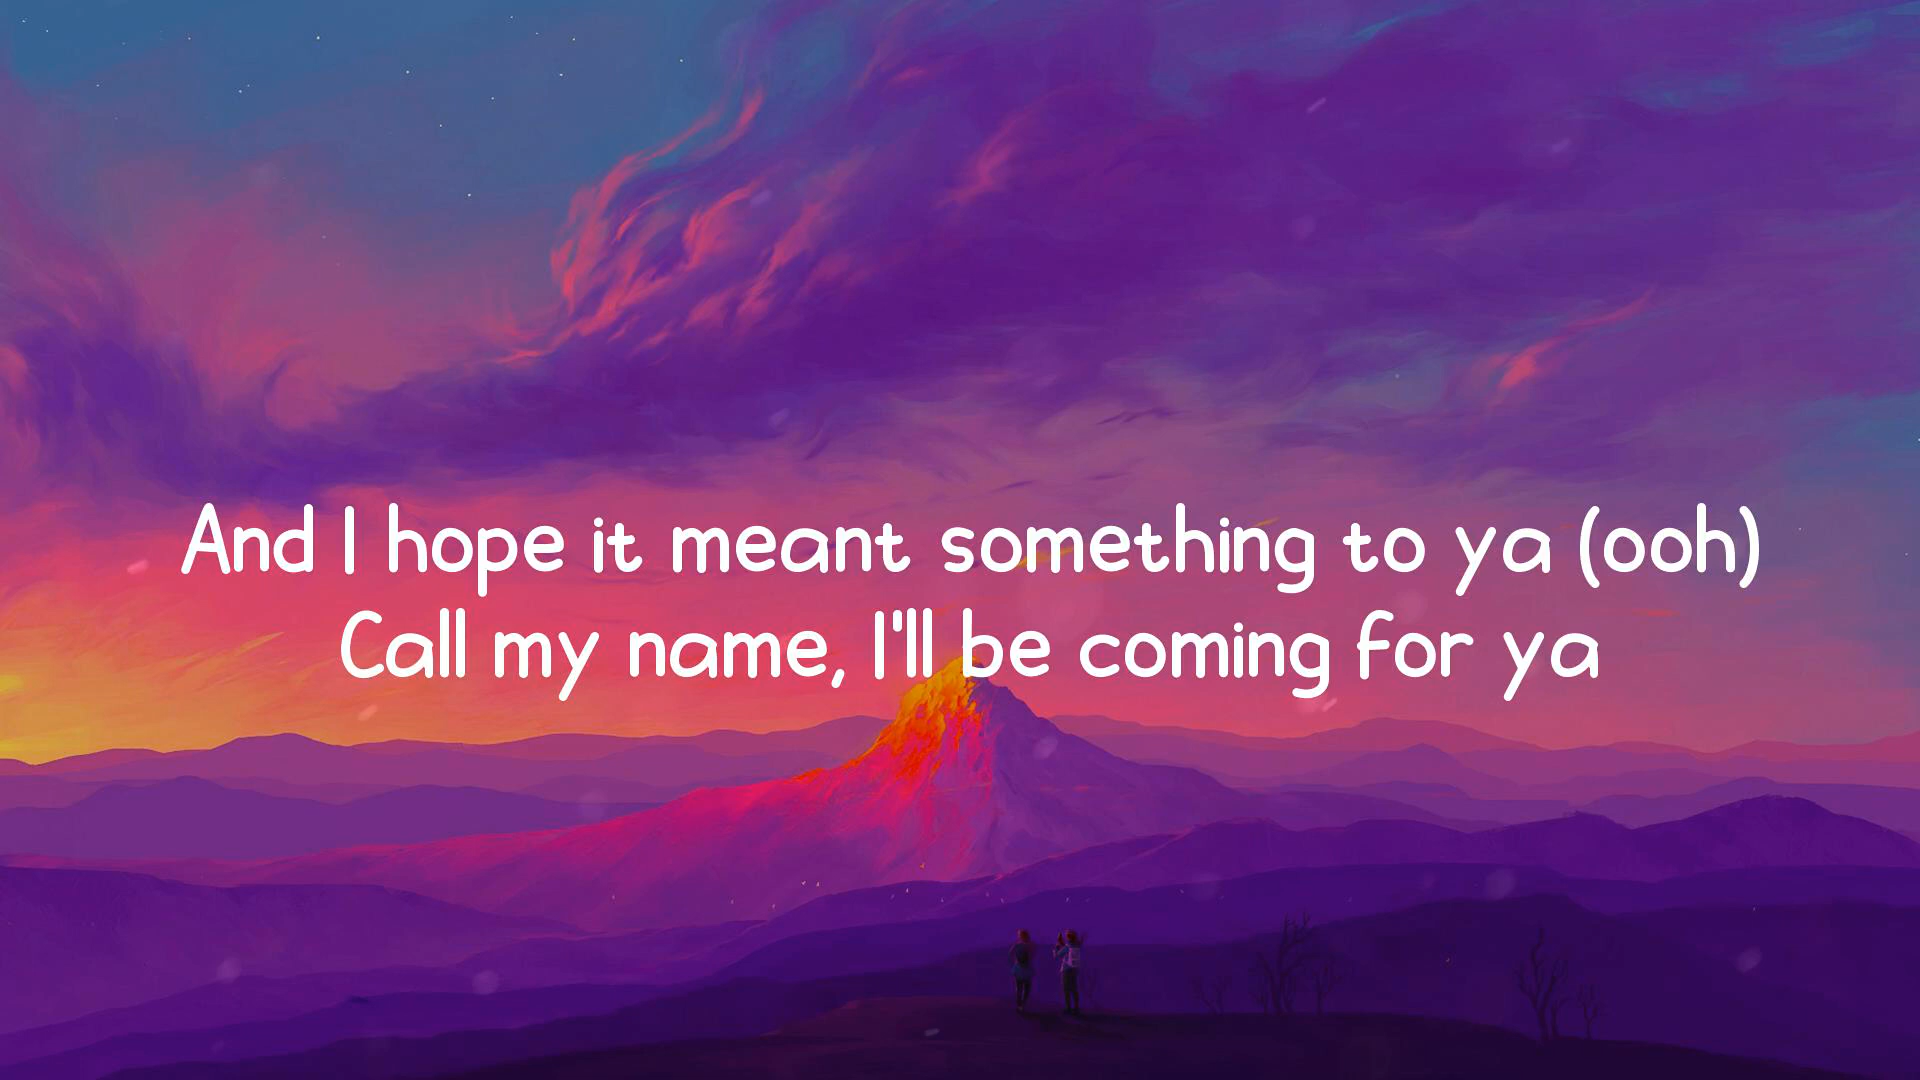 And I hope it meant something to ya (ooh)
Call my name, I'll be coming for ya